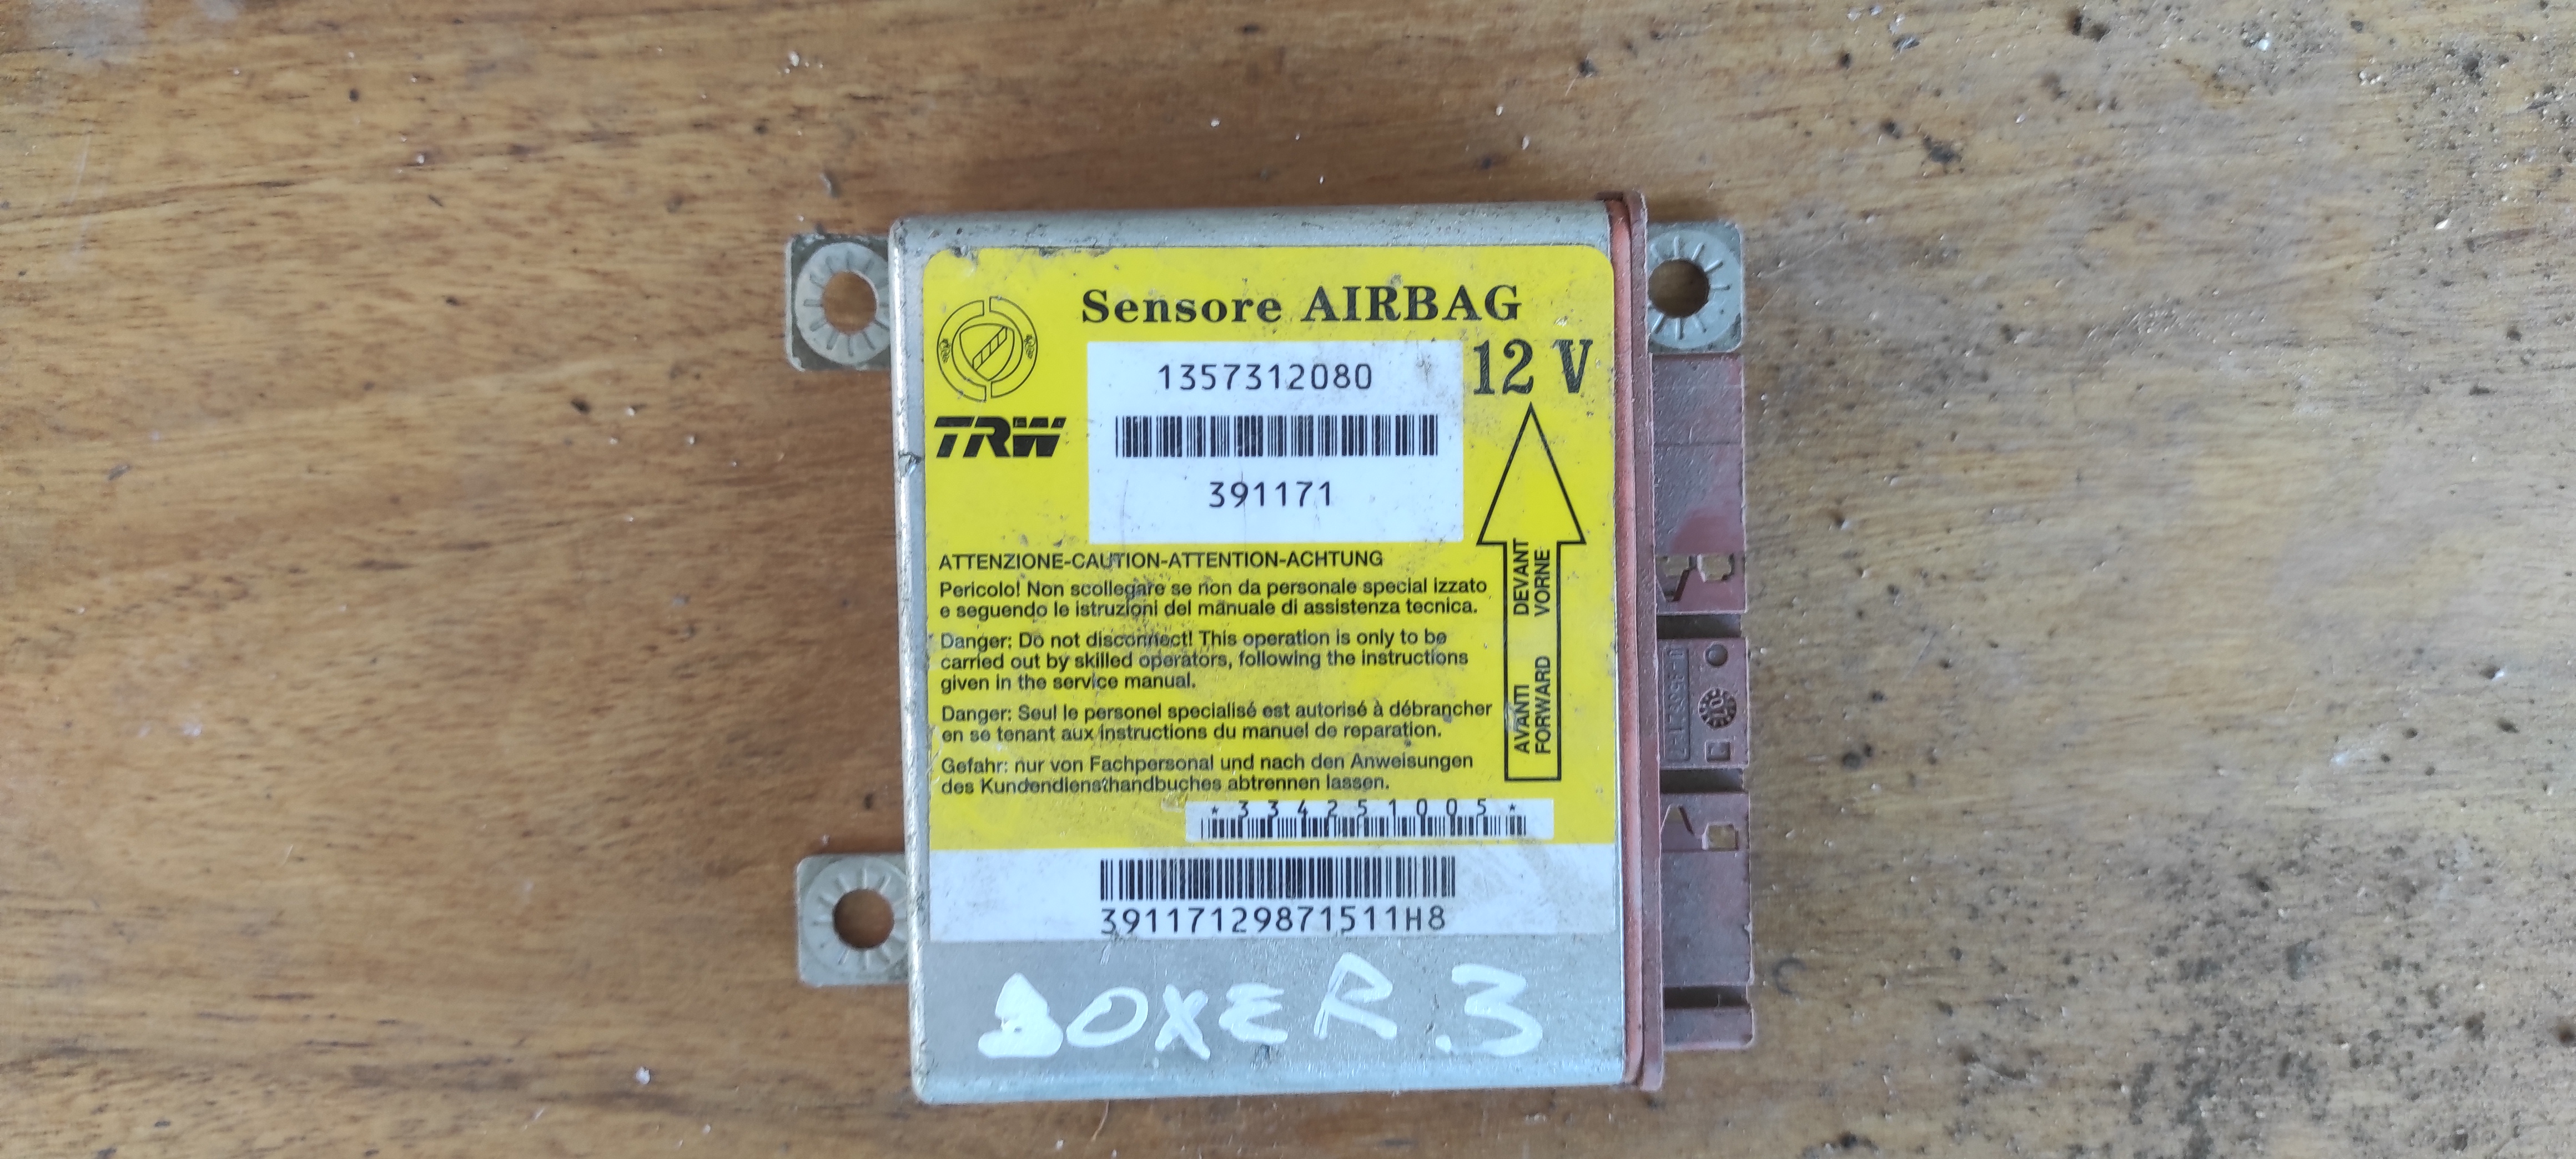 Sensore AIRBAG
1357312080
12 V
TRW
391171
ATTENZIONE-CAUTION-ATTENTION-ACHTUNG
Pericolo! Non scollegare se non da personale special izzato
e seguendo le istruzioni del manuale di assistenza tecnica.
Danger: Do not disconnect! This operation is only to be
carried out by skilled operators, following the instructions
given in the service manual.
Danger: Seul le personel specialisé est autorisé à débrancher
en se tenant aux instructions du manuel de reparation.
Gefahr: nur von Fachpersonal und nach den Anweisungen
des Kundendiensthandbuches abtrennen lassen.
AVANTI DEVANT
FORWARD VORNE
*334251005*
39117129871511H8
BOXER.3